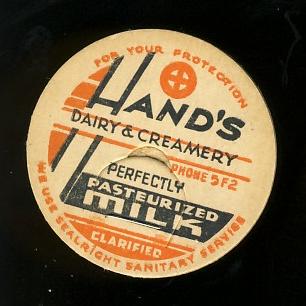 FOR YOUR PROTECTION
HAND'S
DAIRY & CREAMERY
PHONE 5F2
PERFECTLY
PASTEURIZED
MILK
CLARIFIED
WE USE SEALRIGHT SANITARY SERVICE